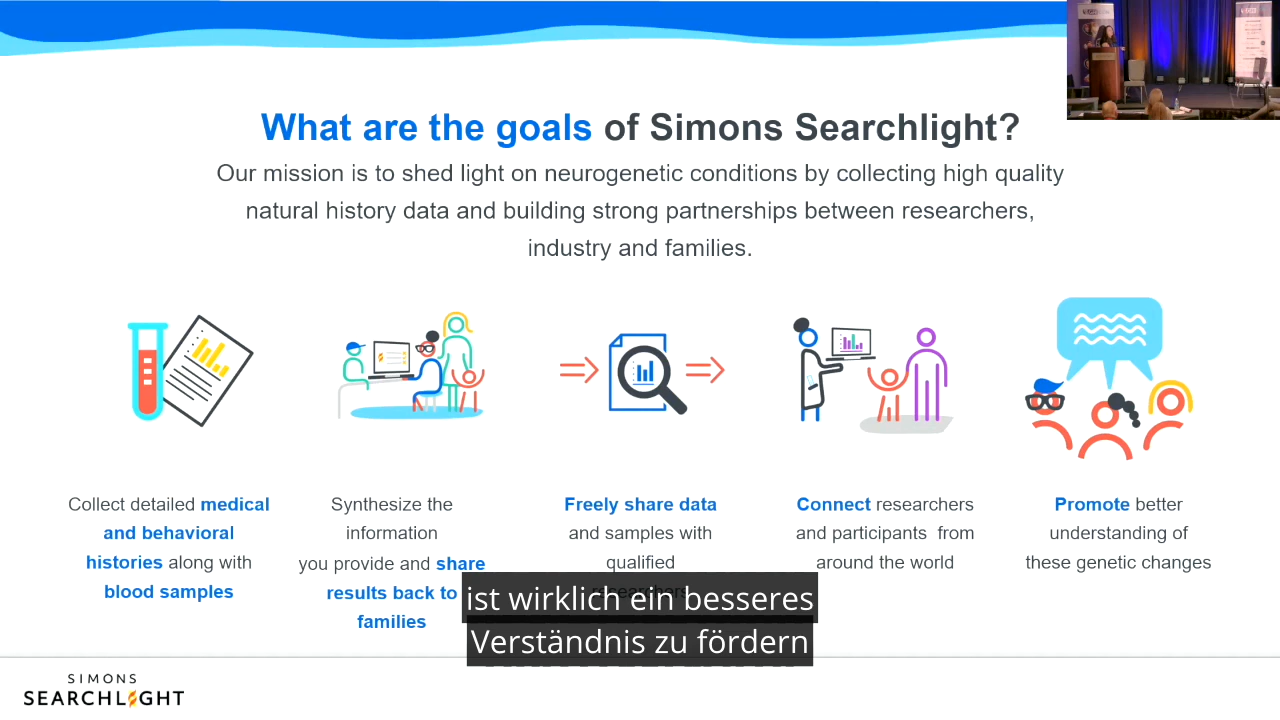 What are the goals of Simons Searchlight?
Our mission is to shed light on neurogenetic conditions by collecting high quality
natural history data and building strong partnerships between researchers,
industry and families.
Collect detailed medical
and behavioral
histories along with
blood samples
Synthesize the
information
you provide and share
results back to
families
Freely share data
and samples with
qualified
Connect researchers
and participants from
around the world
Promote better
understanding of
these genetic changes
ist wirklich ein besseres
Verständnis zu fördern
SIMONS
SEARCHLIGHT